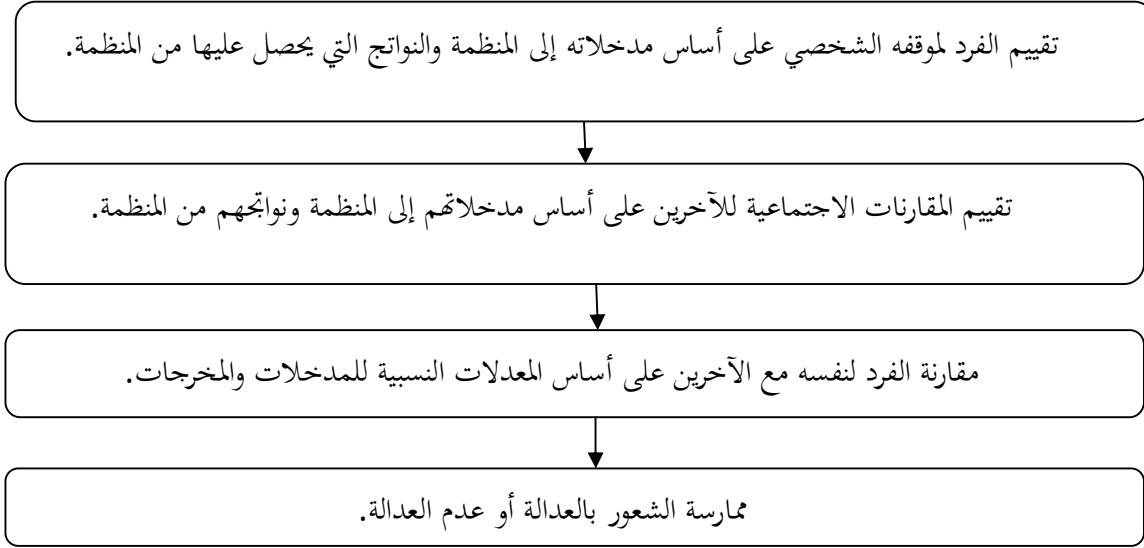 تقييم الفرد لموقفه الشخصي على أساس مدخلاته إلى المنظمة والنواتج التي يحصل عليها من المنظمة.
تقييم المقارنات الاجتماعية للآخرين على أساس مدخلاتهم إلى المنظمة ونواتجهم من المنظمة.
مقارنة الفرد لنفسه مع الآخرين على أساس المعدلات النسبية للمدخلات والمخرجات.
ممارسة الشعور بالعدالة أو عدم العدالة.